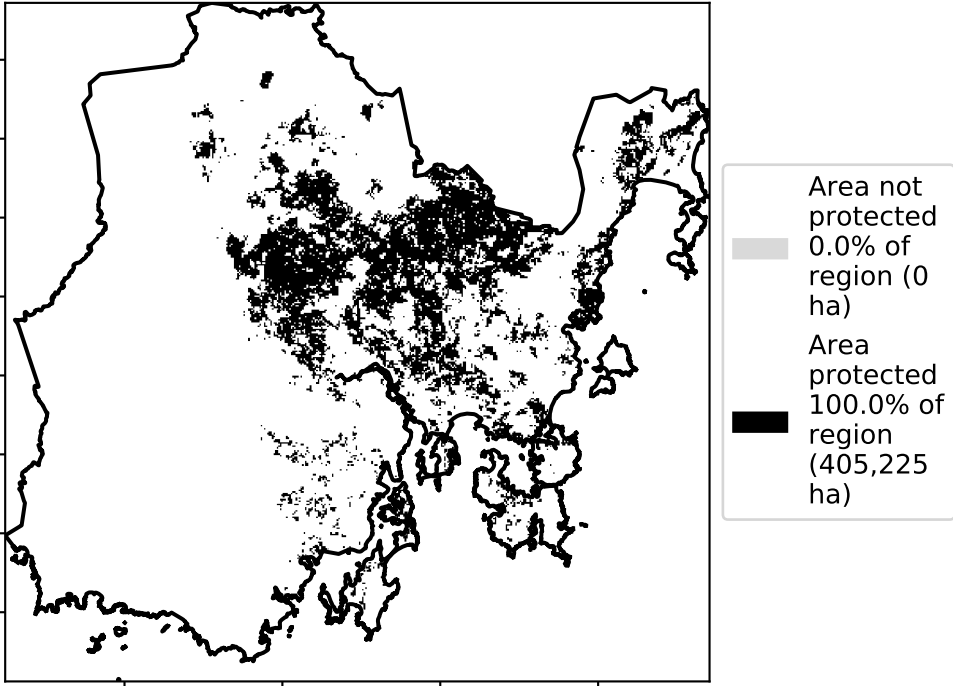 Area not
protected
0.0% of
region (0
ha)
Area
protected
100.0% of
region
(405,225
ha)